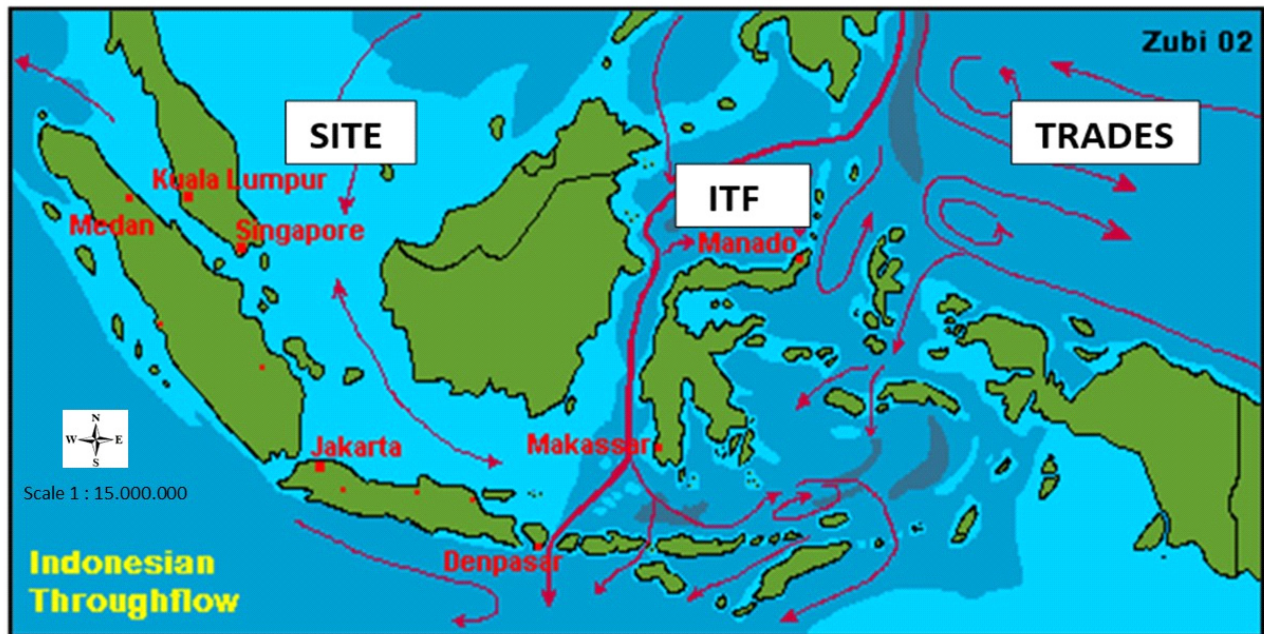 Zubi 02
SITE
TRADES
Kuala Lumpur
ITF
Medan
Singapore
Manado
N
W E
S
Jakarta
Makassar
Scale 1 : 15.000.000
Indonesian
Throughflow
Denpasar